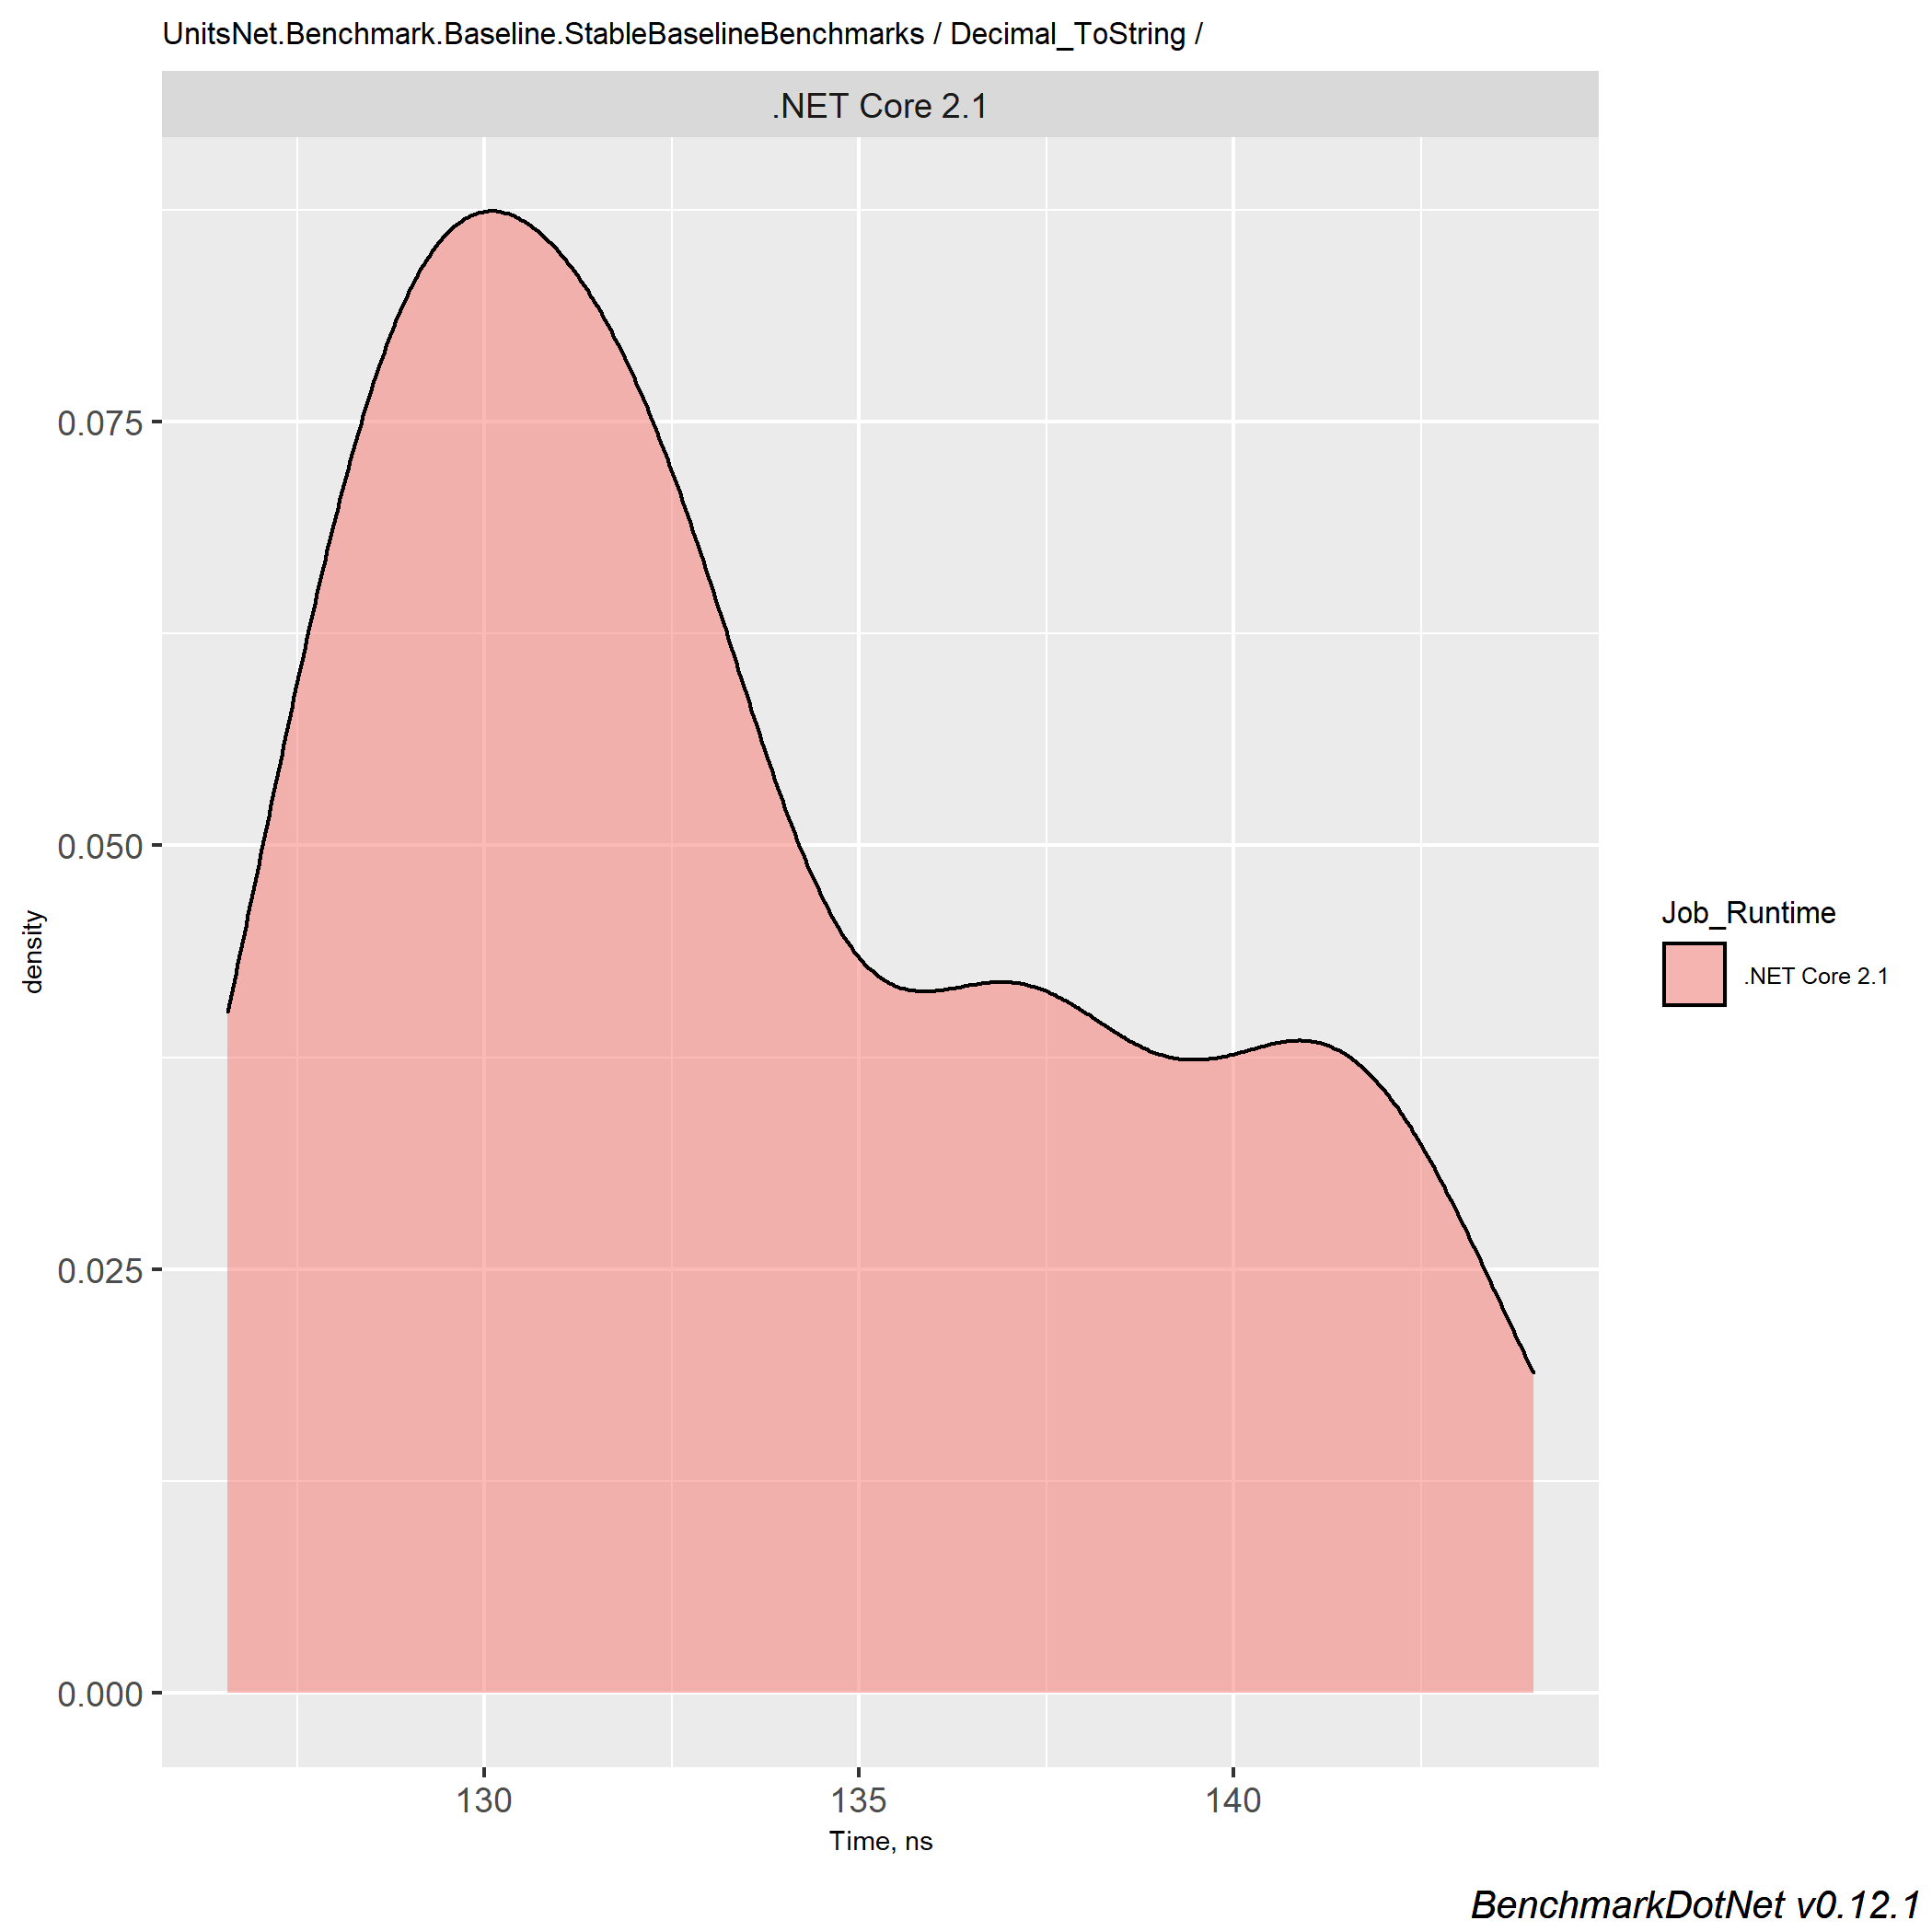 UnitsNet.Benchmark.Baseline.StableBaselineBenchmarks / Decimal_ToString /
.NET Core 2.1
0.075
0.050
0.025
0.000
density
130 135 140
Time, ns
Job_Runtime
.NET Core 2.1
BenchmarkDotNet v0.12.1